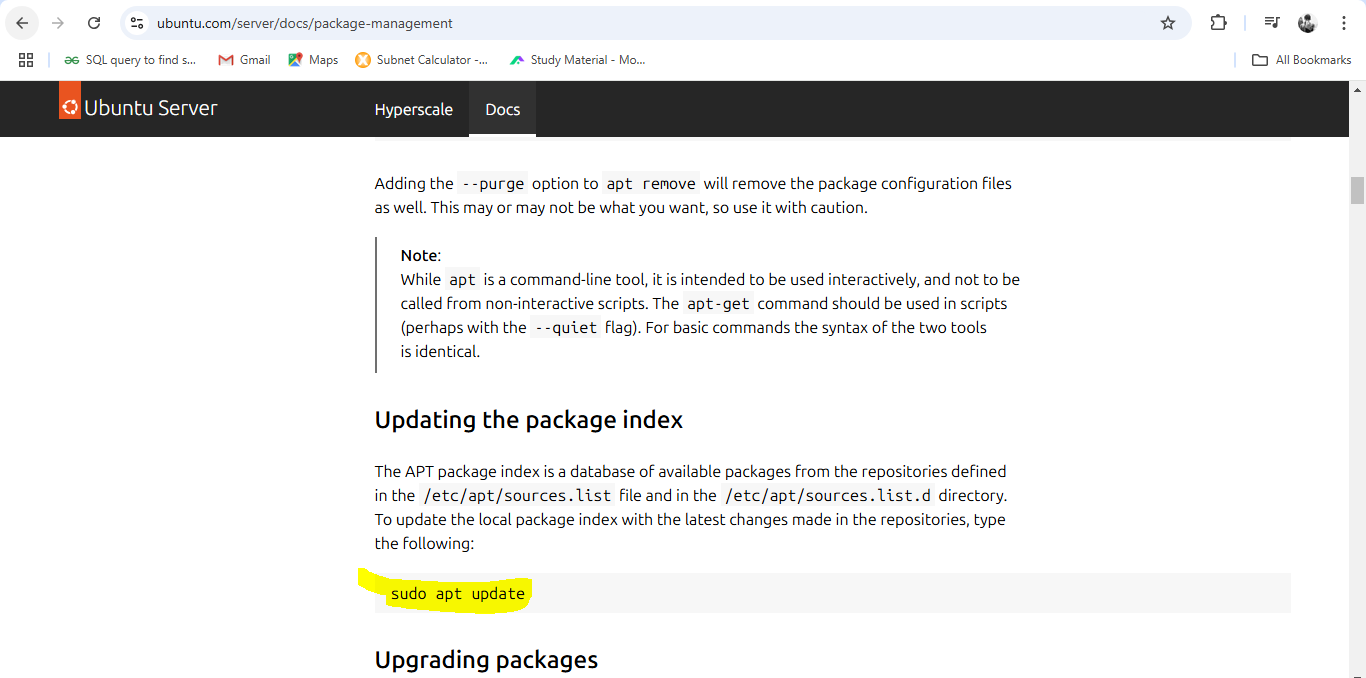 ubuntu.com/server/docs/package-management
SQL query to find s...
Gmail
Maps
Subnet Calculator -...
Study Material - Mo...
All Bookmarks
Ubuntu Server
Hyperscale
Docs
Adding the --purge option to apt remove will remove the package configuration files
as well. This may or may not be what you want, so use it with caution.
Note:
While apt is a command-line tool, it is intended to be used interactively, and not to be
called from non-interactive scripts. The apt-get command should be used in scripts
(perhaps with the --quiet flag). For basic commands the syntax of the two tools
is identical.
Updating the package index
The APT package index is a database of available packages from the repositories defined
in the /etc/apt/sources.list file and in the /etc/apt/sources.list.d directory.
To update the local package index with the latest changes made in the repositories, type
the following:
sudo apt update
Upgrading packages